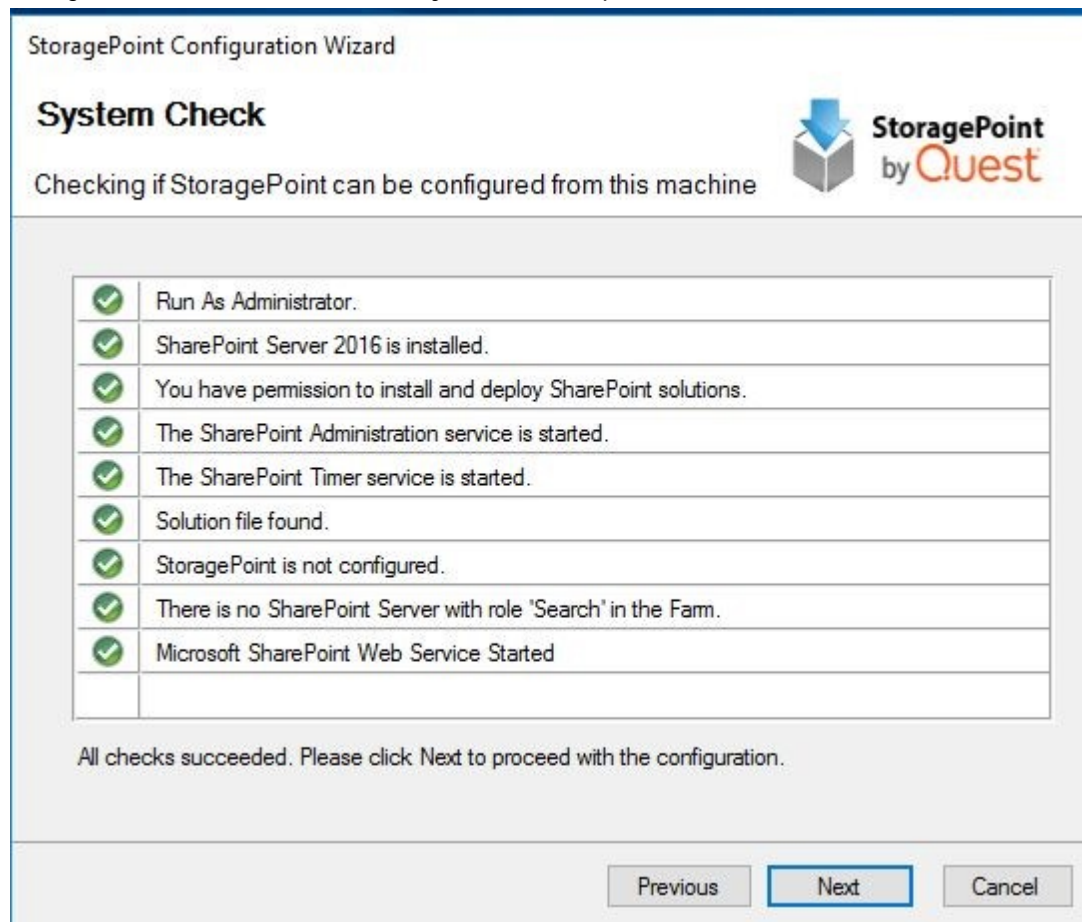 StoragePoint Configuration Wizard
System Check
StoragePoint
by Quest
Checking if StoragePoint can be configured from this machine
Run As Administrator.
SharePoint Server 2016 is installed.
You have permission to install and deploy SharePoint solutions.
The SharePoint Administration service is started.
The SharePoint Timer service is started.
Solution file found.
StoragePoint is not configured.
There is no SharePoint Server with role 'Search' in the Farm.
Microsoft SharePoint Web Service Started
All checks succeeded. Please click Next to proceed with the configuration.
Previous
Next
Cancel